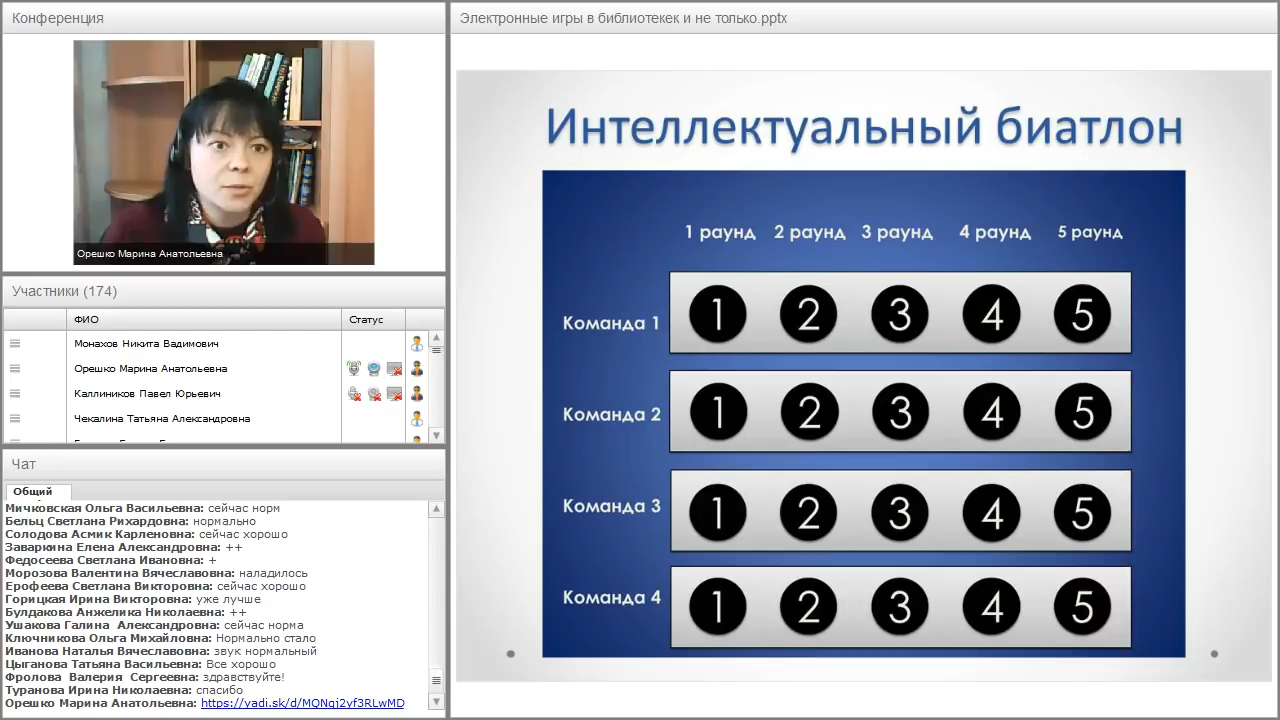 Конференция
Орешко Марина Анатольевна
Участники (174)
ФИО
Статус
Монахов Никита Вадимович
Орешко Марина Анатольевна
Каллиников Павел Юрьевич
Чекалина Татьяна Александровна
Чат
Общий
Мичковская Ольга Васильевна: сейчас норм
Бельц Светлана Рихардовна: нормально
Солодова Асмик Карленовна: сейчас хорошо
Заваркина Елена Александровна: ++
Федосеева Светлана Ивановна: +
Морозова Валентина Вячеславовна: наладилось
Ерофеева Светлана Викторовна: сейчас хорошо
Горицкая Ирина Викторовна: уже лучше
Булдакова Анжелика Николаевна: ++
Ушакова Галина Александровна: сейчас норма
Ключникова Ольга Михайловна: Нормально стало
Иванова Наталья Вячеславовна: звук нормальный
Цыганова Татьяна Васильевна: Все хорошо
Фролова Валерия Сергеевна: здравствуйте!
Туранова Ирина Николаевна: спасибо
Орешко Марина Анатольевна: https://yadi.sk/d/MQNqj2yf3RLwMD
Электронные игры в библиотекек и не только.pptx
Интеллектуальный биатлон
1 раунд 2 раунд 3 раунд 4 раунд 5 раунд
Команда 1 1 2 3 4 5
Команда 2 1 2 3 4 5
Команда 3 1 2 3 4 5
Команда 4 1 2 3 4 5